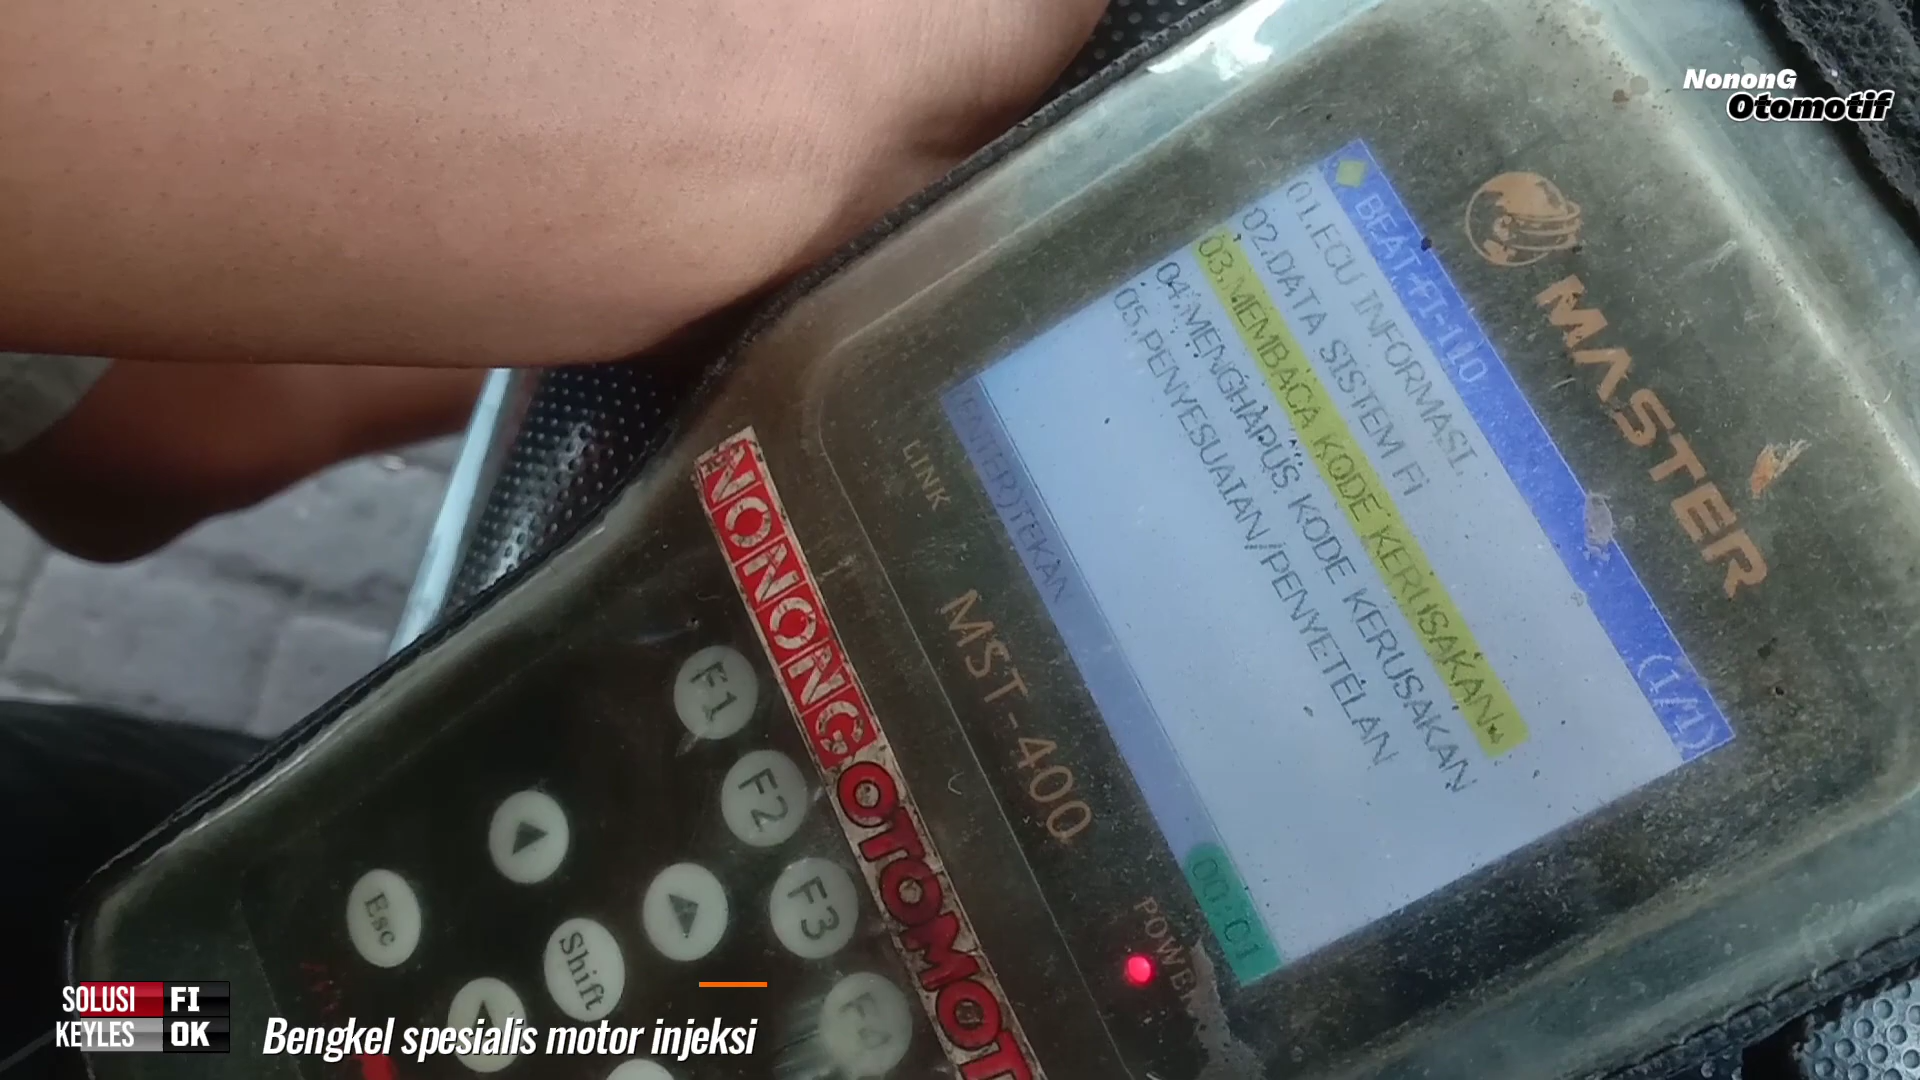 NononG
Otomotif
MASTER
BEAT-FI-110 (1/1)
01.ECU INFORMASI.
02.DATA SISTEM Fi
03.MEMBACA KODE KERUSAKAN.
04.MENGHAPUS KODE KERUSAKAN
05.PENYESUAIAN/PENYETELAN
ENTER)TEKAN
00:01
LINK
MST-400
POWER
NONONG OTOMOT
F1
F2
F3
F4
Esc
Shift
SOLUSI FI
KEYLES OK
Bengkel spesialis motor injeksi